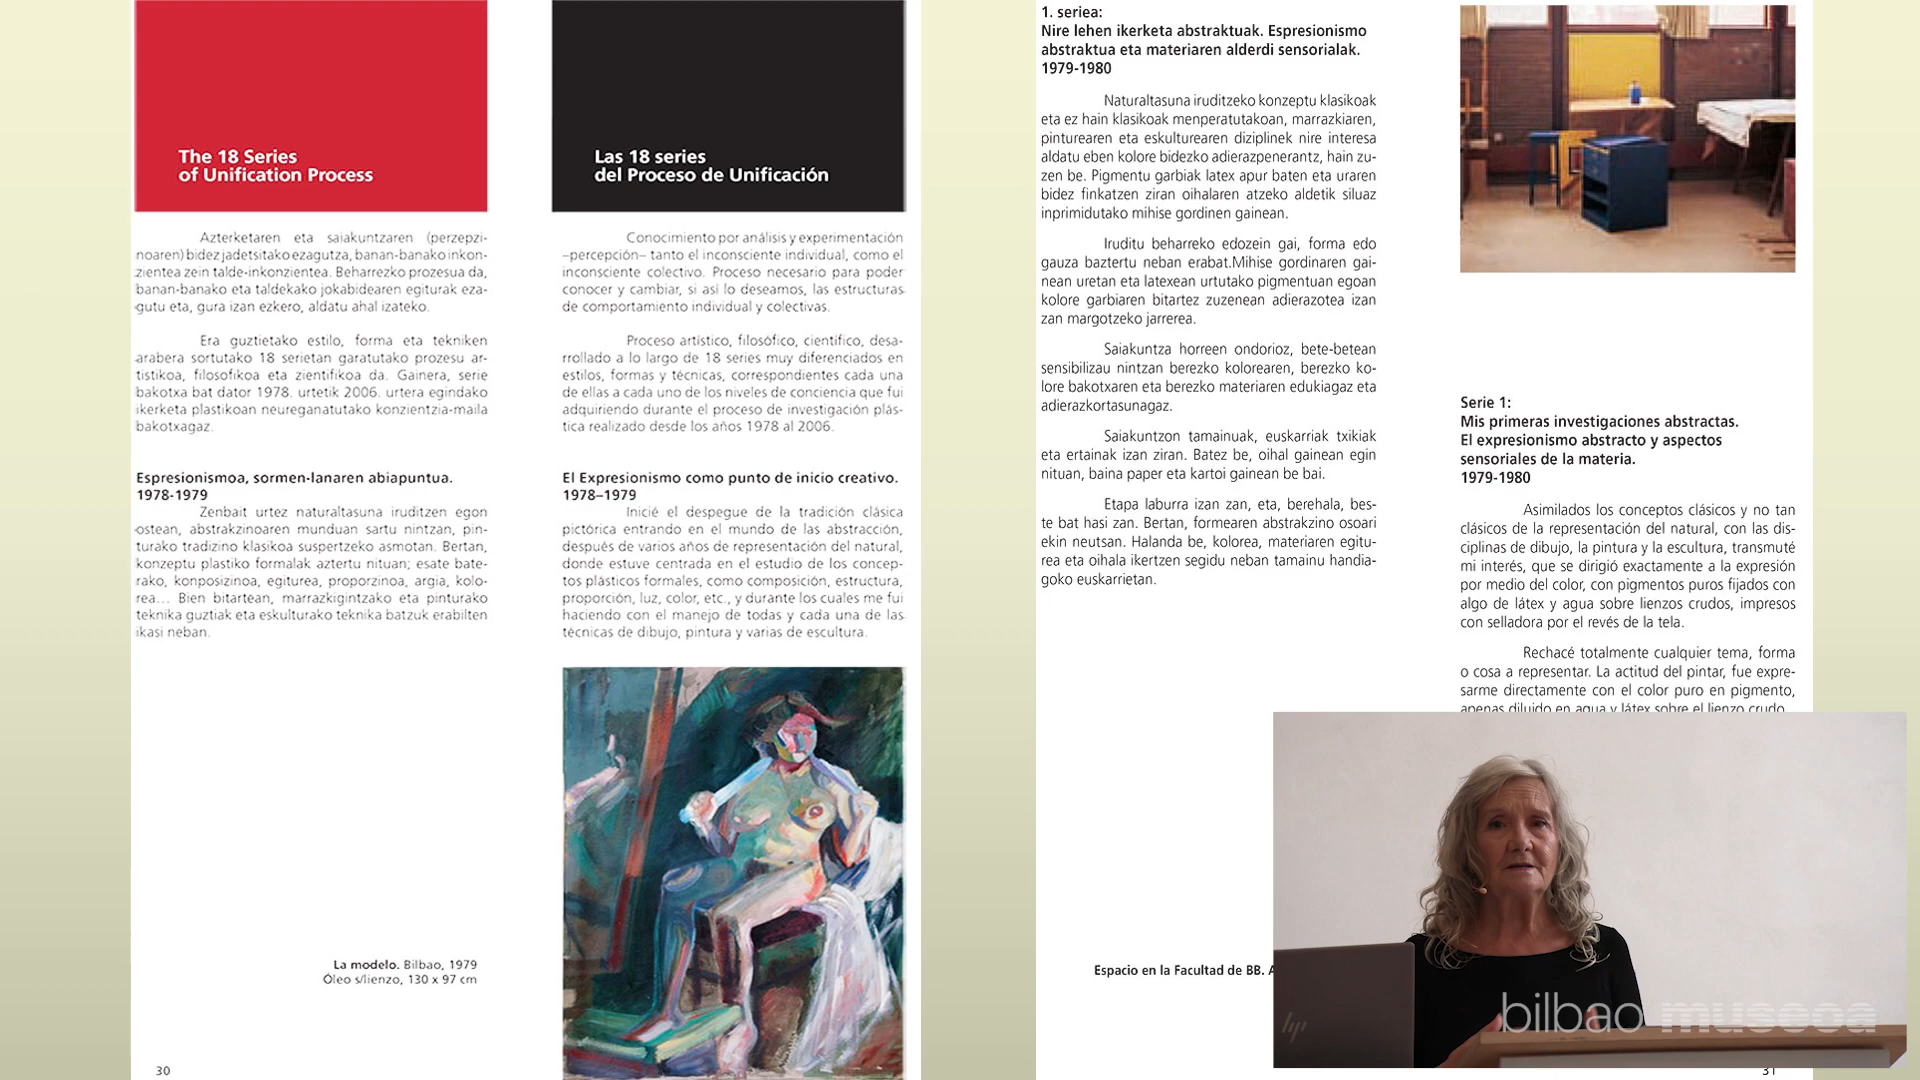 The 18 Series
of Unification Process
Azterketaren eta saiakuntzaren (perzepzi-
noaren) bidez jadetsitako ezagutza, banan-banako inkon-
zientea zein talde-inkonzientea. Beharrezko prozesua da,
banan-banako eta taldekako jokabidearen egiturak eza-
gutu eta, gura izan ezkero, aldatu ahal izateko.
Era guztietako estilo, forma eta tekniken
arabera sortutako 18 serietan garatutako prozesu ar-
tistikoa, filosofikoa eta zientifikoa da. Gainera, serie
bakotxa bat dator 1978. urtetik 2006. urtera egindako
ikerketa plastikoan neureganatutako konzientzia-maila
bakotxagaz.
Espresionismoa, sormen-lanaren abiapuntua.
1978-1979
Zenbait urtez naturaltasuna iruditzen egon
ostean, abstrakzinoaren munduan sartu nintzan, pin-
turako tradizino klasikoa suspertzeko asmotan. Bertan,
konzeptu plastiko formalak aztertu nituan; esate bate-
rako, konposizinoa, egiturea, proporzinoa, argia, kolo-
rea... Bien bitartean, marrazkigintzako eta pinturako
teknika guztiak eta eskulturako teknika batzuk erabilten
ikasi neban.
La modelo. Bilbao, 1979
Óleo s/lienzo, 130 x 97 cm
30
Las 18 series
del Proceso de Unificación
Conocimiento por análisis y experimentación
–percepción– tanto el inconsciente individual, como el
inconsciente colectivo. Proceso necesario para poder
conocer y cambiar, si así lo deseamos, las estructuras
de comportamiento individual y colectivas.
Proceso artístico, filosófico, científico, desa-
rrollado a lo largo de 18 series muy diferenciados en
estilos, formas y técnicas, correspondientes cada una
de ellas a cada uno de los niveles de conciencia que fui
adquiriendo durante el proceso de investigación plás-
tica realizado desde los años 1978 al 2006.
El Expresionismo como punto de inicio creativo.
1978–1979
Inicié el despegue de la tradición clásica
pictórica entrando en el mundo de las abstracción,
después de varios años de representación del natural,
donde estuve centrada en el estudio de los concep-
tos plásticos formales, como composición, estructura,
proporción, luz, color, etc., y durante los cuales me fui
haciendo con el manejo de todas y cada una de las
técnicas de dibujo, pintura y varias de escultura.
1. seriea:
Nire lehen ikerketa abstraktuak. Espresionismo
abstraktua eta materiaren alderdi sensorialak.
1979-1980
Naturaltasuna iruditzeko konzeptu klasikoak
eta ez hain klasikoak menperatutakoan, marrazkiaren,
pinturearen eta eskulturearen diziplinek nire interesa
aldatu eben kolore bidezko adierazpenerantz, hain zu-
zen be. Pigmentu garbiak latex apur baten eta uraren
bidez finkatzen ziran oihalaren atzeko aldetik siluaz
inprimidutako mihise gordinen gainean.
Iruditu beharreko edozein gai, forma edo
gauza baztertu neban erabat.Mihise gordinaren gai-
nean uretan eta latexean urtutako pigmentuan egoan
kolore garbiaren bitartez zuzenean adierazotea izan
zan margotzeko jarrerea.
Saiakuntza horreen ondorioz, bete-betean
sensibilizau nintzan berezko kolorearen, berezko ko-
lore bakotxaren eta berezko materiaren edukiagaz eta
adierazkortasunagaz.
Saiakuntzon tamainuak, euskarriak txikiak
eta ertainak izan ziran. Batez be, oihal gainean egin
nituan, baina paper eta kartoi gainean be bai.
Etapa laburra izan zan, eta, berehala, bes-
te bat hasi zan. Bertan, formearen abstrakzino osoari
ekin neutsan. Halanda be, kolorea, materiaren egitu-
rea eta oihala ikertzen segidu neban tamainu handia-
goko euskarrietan.
Espacio en la Facultad de BB. A
Serie 1:
Mis primeras investigaciones abstractas.
El expresionismo abstracto y aspectos
sensoriales de la materia.
1979-1980
Asimilados los conceptos clásicos y no tan
clásicos de la representación del natural, con las dis-
ciplinas de dibujo, la pintura y la escultura, transmuté
mi interés, que se dirigió exactamente a la expresión
por medio del color, con pigmentos puros fijados con
algo de látex y agua sobre lienzos crudos, impresos
con selladora por el revés de la tela.
Rechacé totalmente cualquier tema, forma
o cosa a representar. La actitud del pintar, fue expre-
sarme directamente con el color puro en pigmento,
apenas diluido en agua y látex sobre el lienzo crudo.
hp
bilbao museoa
31